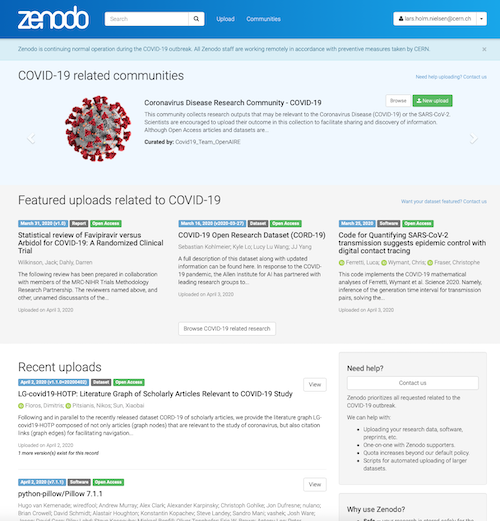 zenodo
Search
Upload
Communities
lars.holm.nielsen@cern.ch
Zenodo is continuing normal operation during the COVID-19 outbreak. All Zenodo staff are working remotely in accordance with preventive measures taken by CERN.
×
COVID-19 related communities
Need help uploading? Contact us
Coronavirus Disease Research Community - COVID-19
Browse
New upload
This community collects research outputs that may be relevant to the Coronavirus Disease (COVID-19) or the SARS-CoV-2.
Scientists are encouraged to upload their outcome in this collection to facilitate sharing and discovery of information.
Although Open Access articles and datasets are...
Curated by: Covid19_Team_OpenAIRE
Featured uploads related to COVID-19
Want your dataset featured? Contact us
March 31, 2020 (v1.0) Report Open Access
Statistical review of Favipiravir versus
Arbidol for COVID-19: A Randomized Clinical
Trial
Wilkinson, Jack; Dahly, Darren
The following review has been prepared in collaboration
with members of the MRC-NIHR Trials Methodology
Research Partnership. The reviewers named above, and
other, unnamed discussants of the...
Uploaded on April 3, 2020
March 16, 2020 (v2020-03-27) Dataset Open Access
COVID-19 Open Research Dataset (CORD-19)
Sebastian Kohlmeier; Kyle Lo; Lucy Lu Wang; JJ Yang
A full description of this dataset along with updated
information can be found here. In response to the COVID-19
pandemic, the Allen Institute for AI has partnered with
leading research groups to...
Uploaded on April 3, 2020
March 25, 2020 Software Open Access
Code for Quantifying SARS-CoV-2
transmission suggests epidemic control with
digital contact tracing
Ferretti, Luca; Wymant, Chris; Fraser, Christophe
This code implements the COVID-19 mathematical
analyses of Ferretti, Wymant et al. Science 2020. Namely,
inference of the generation time interval for transmission
pairs, solving the...
Uploaded on April 3, 2020
Browse COVID-19 related research
Recent uploads
April 2, 2020 (v1.1.0+20200402) Dataset Open Access
View
LG-covid19-HOTP: Literature Graph of Scholarly Articles Relevant to COVID-19 Study
Floros, Dimitris; Pitsianis, Nikos; Sun, Xiaobai
Following and in parallel to the recently released dataset CORD-19 of scholarly articles, we provide the literature graph LG-
covid19-HOTP composed of not only articles (graph nodes) that are relevant to the study of coronavirus, but also citation
links (graph edges) for facilitating navigation...
Uploaded on April 2, 2020
1 more version(s) exist for this record
April 2, 2020 (v7.1.1) Software Open Access
View
python-pillow/Pillow 7.1.1
Hugo van Kemenade; wiredfool; Andrew Murray; Alex Clark; Alexander Karpinsky; Christoph Gohlke; Jon Dufresne; nulano;
Brian Crowell; David Schmidt; Alastair Houghton; Konstantin Kopachev; Steve Landey; Sandro Mani; vashek; Josh Ware;
Need help?
Contact us
Zenodo prioritizes all requested related to the
COVID-19 outbreak.
We can help with:
Uploading your research data, software,
preprints, etc.
One-on-one with Zenodo supporters.
Quota increases beyond our default policy.
Scripts for automated uploading of larger
datasets.
Why use Zenodo?